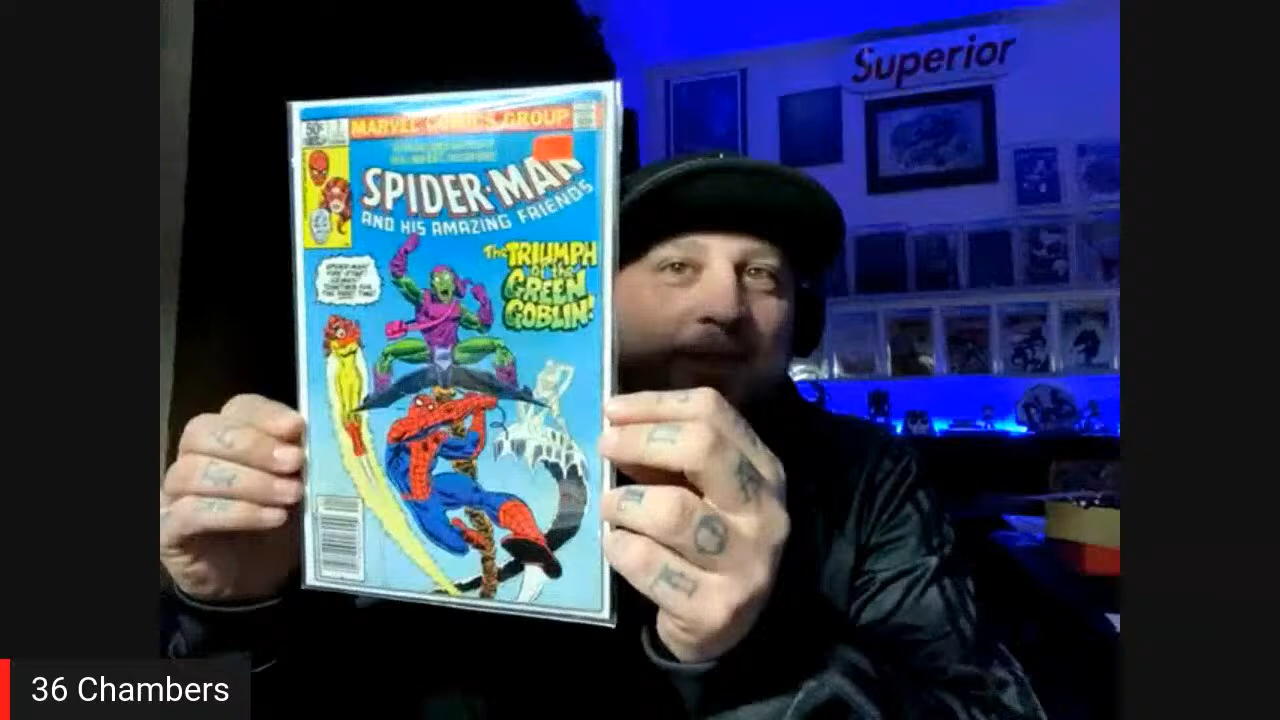 Superior
50¢ 1
MARVEL COMICS GROUP
SPIDER-MAN
AND HIS AMAZING FRIENDS
The TRIUMPH
of the
GREEN
GOBLIN!
36 Chambers